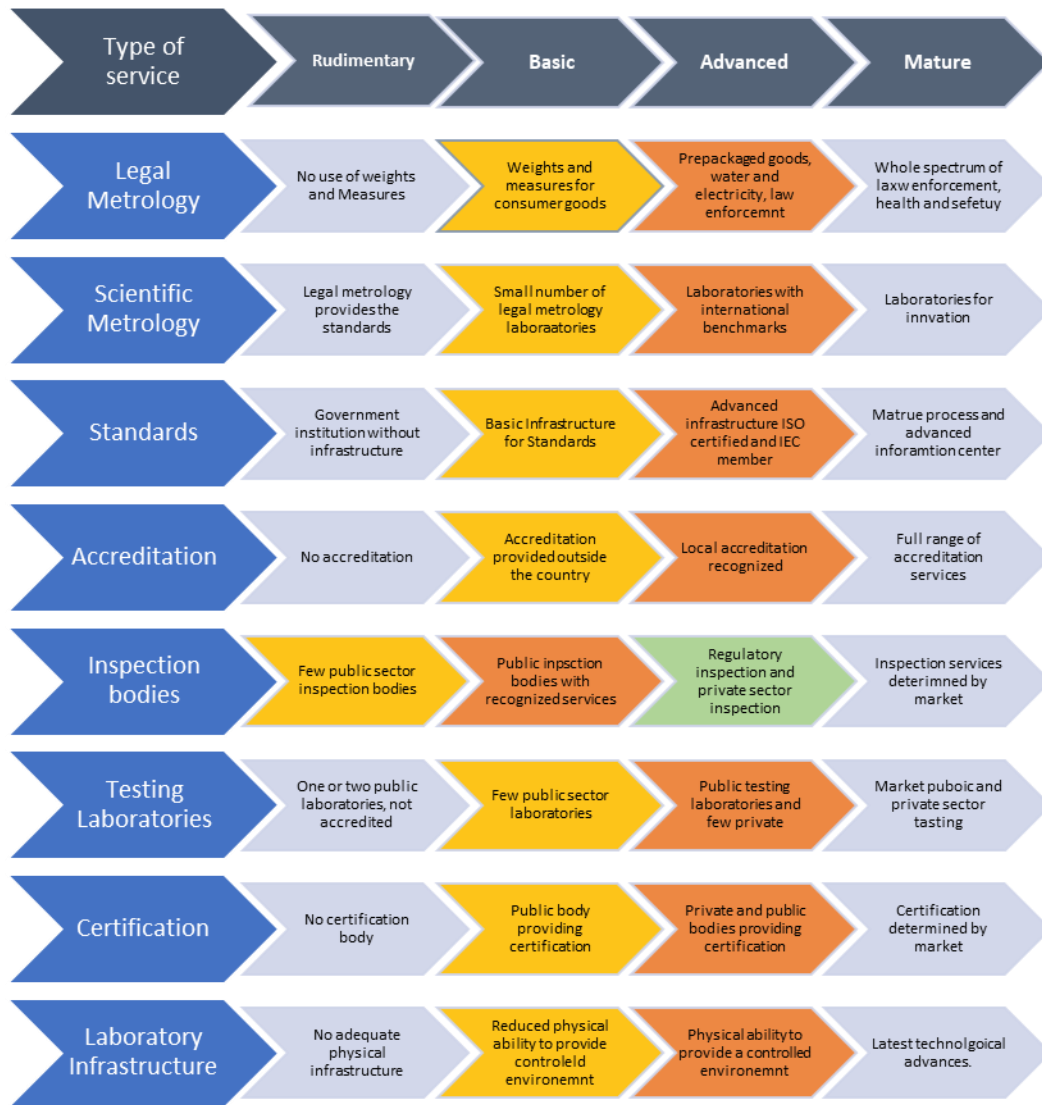 Type of
service
Rudimentary
Basic
Advanced
Mature
Legal
Metrology
No use of weights
and Measures
Weights and
measures for
consumer goods
Prepackaged goods,
water and
electricity, law
enforcemnt
Whole spectrum of
laxw enforcement,
health and sefetuy
Scientific
Metrology
Legal metrology
provides the
standards
Small number of
legal metrology
laboraatories
Laboratories with
international
benchmarks
Laboratories for
innvation
Standards
Government
institution without
infrastructure
Basic Infrastructure
for Standards
Advanced
infrastructure ISO
certified and IEC
member
Matrue process and
advanced
inforamtion center
Accreditation
No accreditation
Accreditation
provided outside
the country
Local accreditation
recognized
Full range of
accreditation
services
Inspection
bodies
Few public sector
inspection bodies
Public inpsction
bodies with
recognized services
Regulatory
inspection and
private sector
inspection
Inspection services
deterimned by
market
Testing
Laboratories
One or two public
laboratories, not
accredited
Few public sector
laboratories
Public testing
laboratories and
few private
Market puboic and
private sector
tasting
Certification
No certification
body
Public body
providing
certification
Private and public
bodies providing
certification
Certification
determined by
market
Laboratory
Infrastructure
No adequate
physical
infrastructure
Reduced physical
ability to provide
controleld
environemnt
Physical ability to
provide a controlled
environemnt
Latest technolgoical
advances.